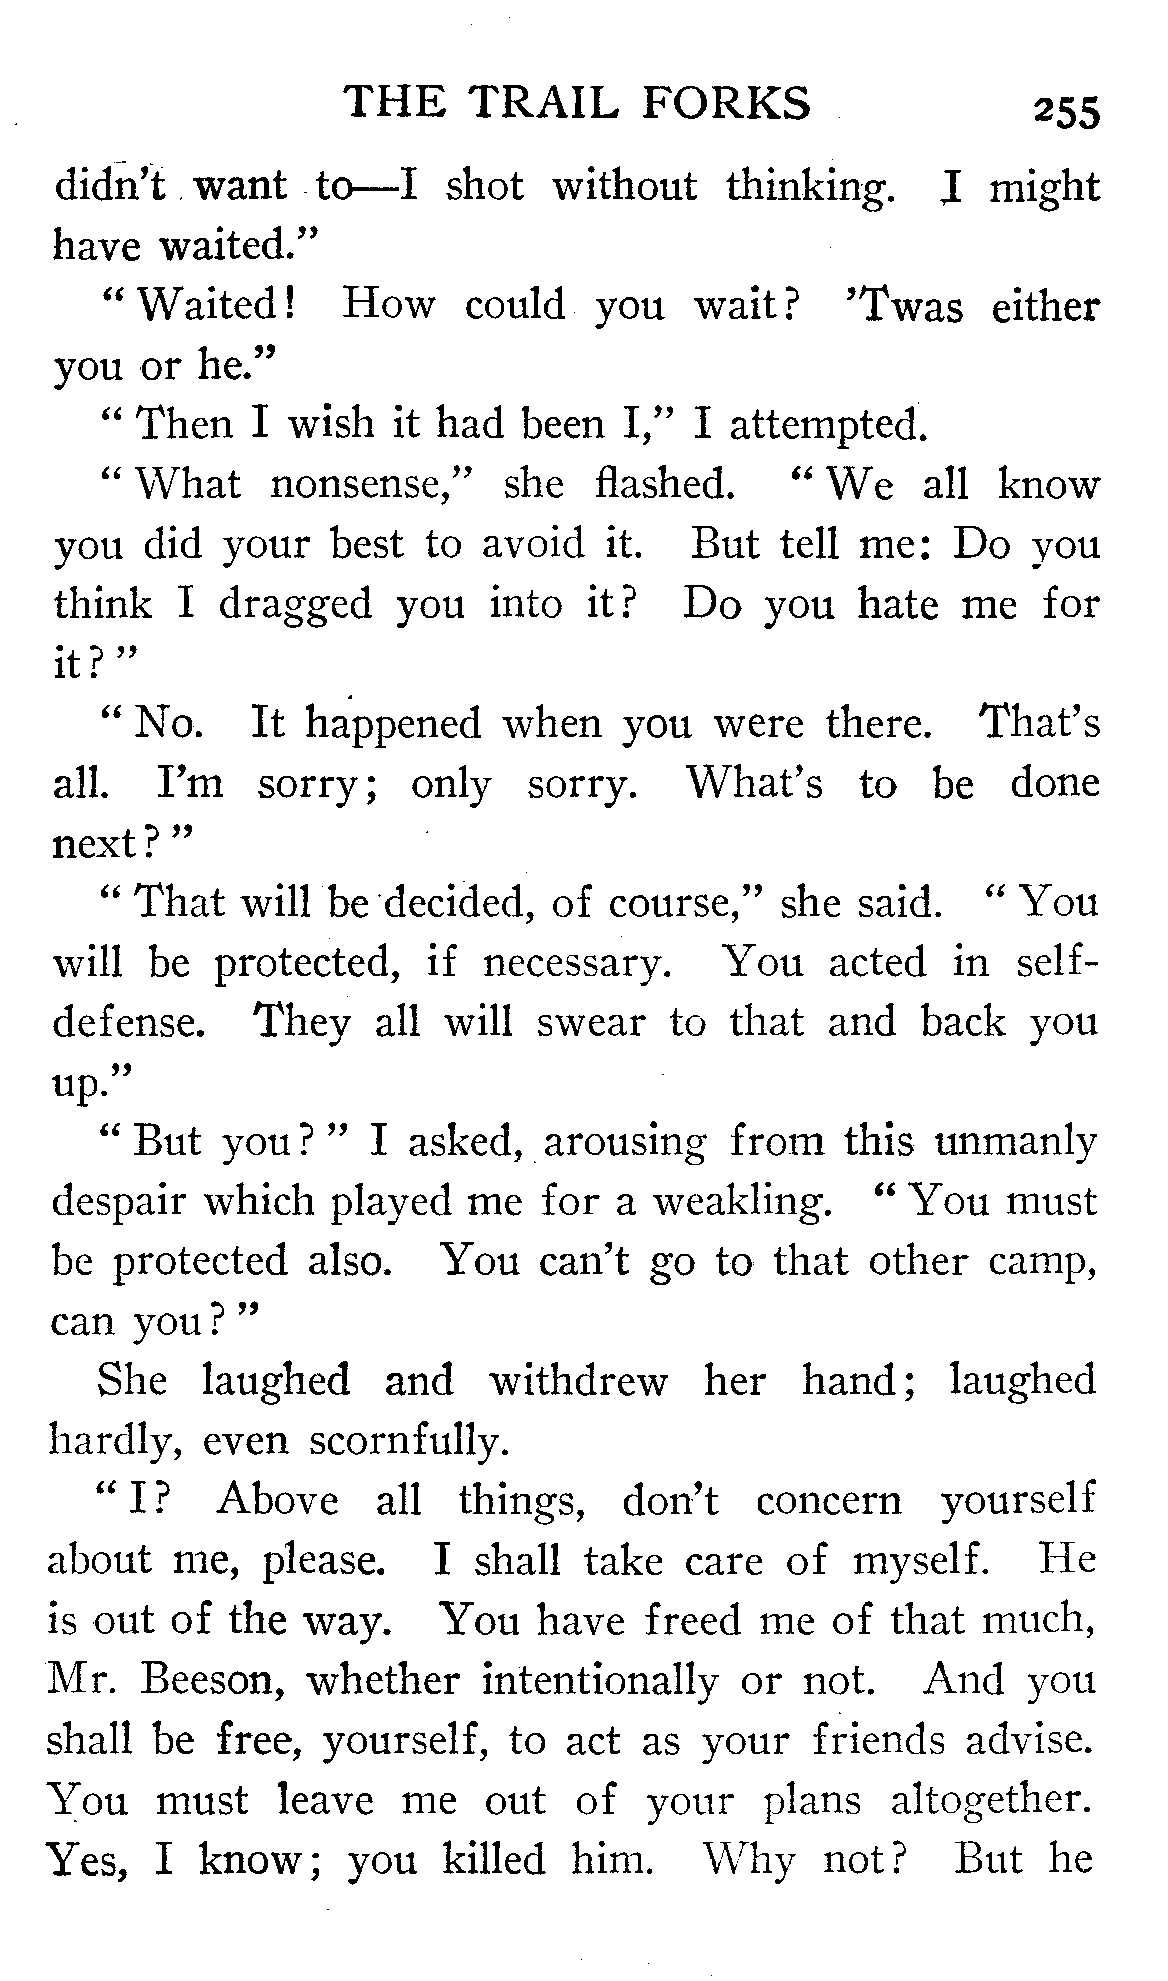 THE TRAIL FORKS 255
didn't want to—I shot without thinking. I might
have waited."
"Waited! How could you wait? 'Twas either
you or he."
"Then I wish it had been I," I attempted.
"What nonsense," she flashed. "We all know
you did your best to avoid it. But tell me: Do you
think I dragged you into it? Do you hate me for
it?"
"No. It happened when you were there. That's
all. I'm sorry; only sorry. What's to be done
next?"
"That will be decided, of course," she said. "You
will be protected, if necessary. You acted in self-
defense. They all will swear to that and back you
up."
"But you?" I asked, arousing from this unmanly
despair which played me for a weakling. "You must
be protected also. You can't go to that other camp,
can you?"
She laughed and withdrew her hand; laughed
hardly, even scornfully.
"I? Above all things, don't concern yourself
about me, please. I shall take care of myself. He
is out of the way. You have freed me of that much,
Mr. Beeson, whether intentionally or not. And you
shall be free, yourself, to act as your friends advise.
You must leave me out of your plans altogether.
Yes, I know; you killed him. Why not? But he